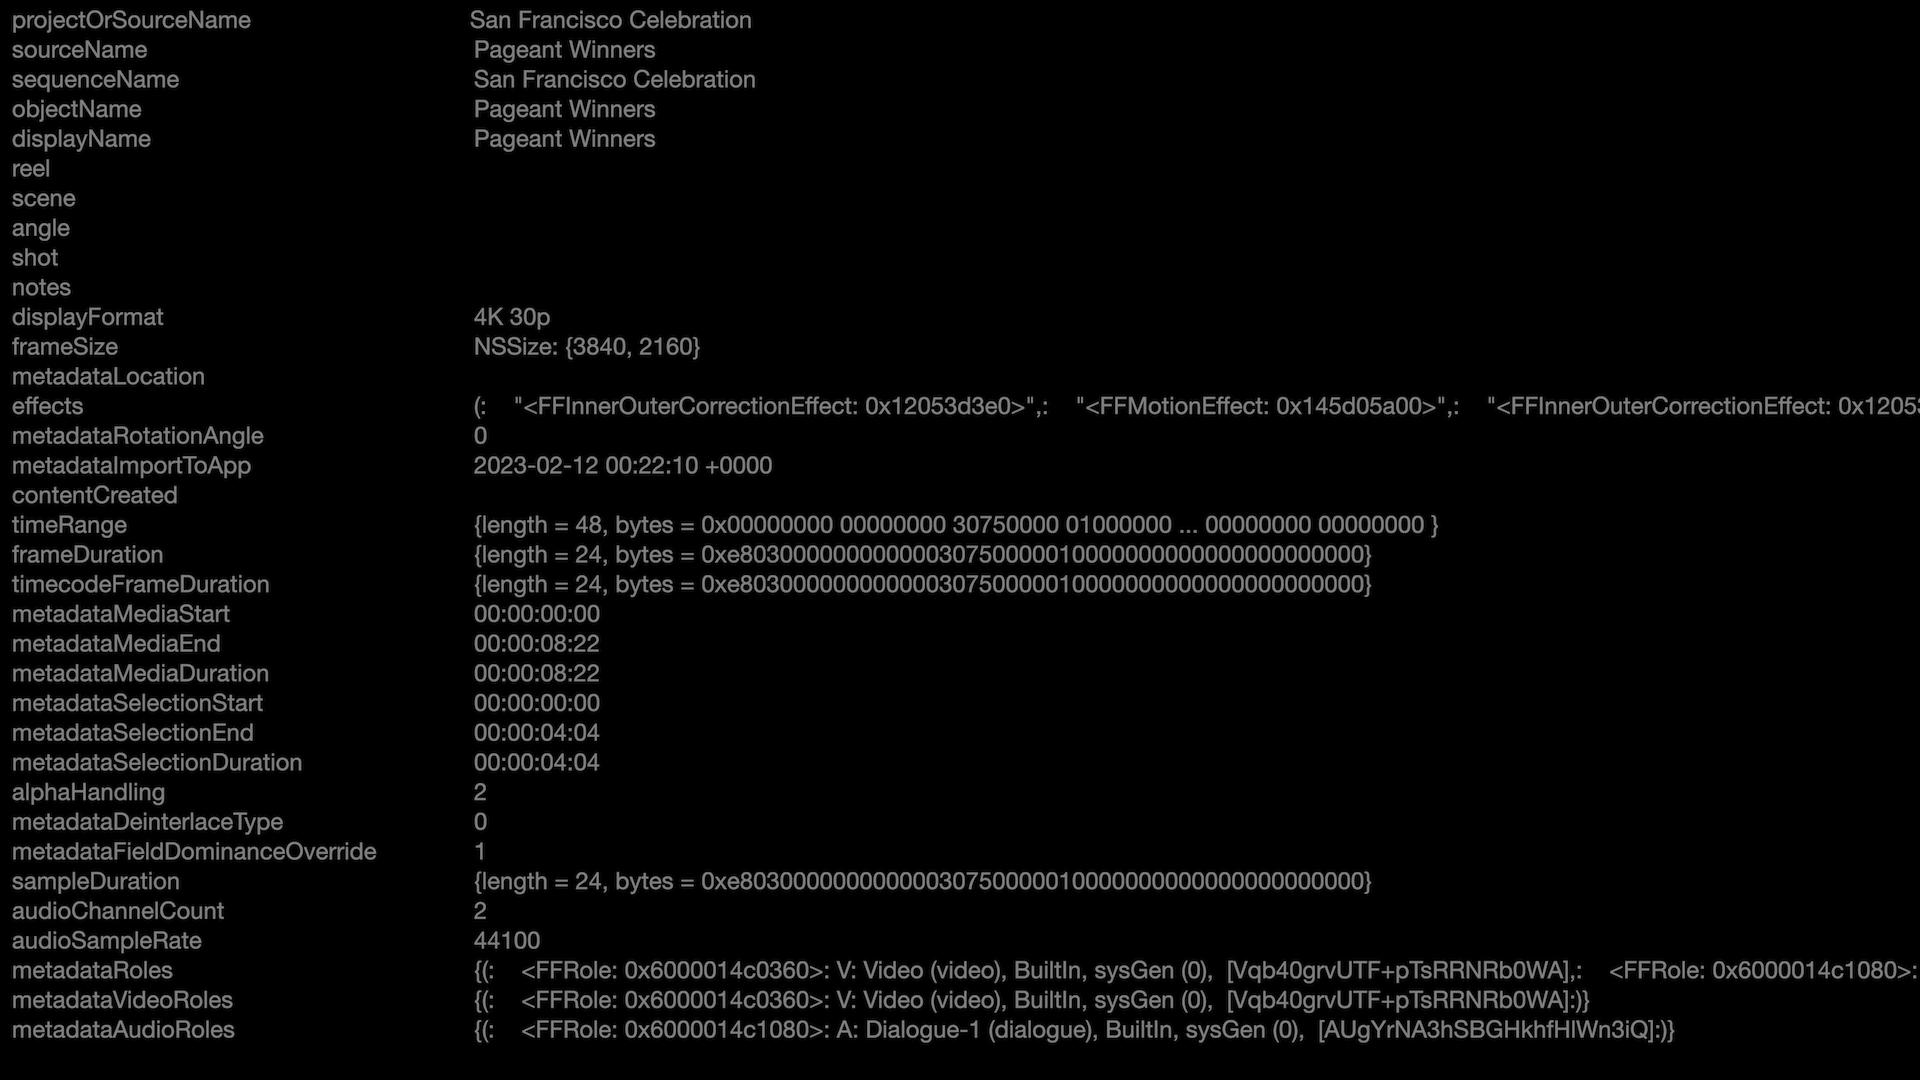 projectOrSourceName San Francisco Celebration
sourceName Pageant Winners
sequenceName San Francisco Celebration
objectName Pageant Winners
displayName Pageant Winners
reel
scene
angle
shot
notes
displayFormat 4K 30p
frameSize NSSize: {3840, 2160}
metadataLocation
effects (: "<FFInnerOuterCorrectionEffect: 0x12053d3e0>",: "<FFMotionEffect: 0x145d05a00>",: "<FFInnerOuterCorrectionEffect: 0x1205
metadataRotationAngle 0
metadataImportToApp 2023-02-12 00:22:10 +0000
contentCreated
timeRange {length = 48, bytes = 0x00000000 00000000 30750000 01000000 ... 00000000 00000000 }
frameDuration {length = 24, bytes = 0xe803000000000000307500000100000000000000000000000}
timecodeFrameDuration {length = 24, bytes = 0xe803000000000000307500000100000000000000000000000}
metadataMediaStart 00:00:00:00
metadataMediaEnd 00:00:08:22
metadataMediaDuration 00:00:08:22
metadataSelectionStart 00:00:00:00
metadataSelectionEnd 00:00:04:04
metadataSelectionDuration 00:00:04:04
alphaHandling 2
metadataDeinterlaceType 0
metadataFieldDominanceOverride 1
sampleDuration {length = 24, bytes = 0xe803000000000000307500000100000000000000000000000}
audioChannelCount 2
audioSampleRate 44100
metadataRoles {(: <FFRole: 0x6000014c0360>: V: Video (video), BuiltIn, sysGen (0), [Vqb40grvUTF+pTsRRNRb0WA],: <FFRole: 0x6000014c1080>:
metadataVideoRoles {(: <FFRole: 0x6000014c0360>: V: Video (video), BuiltIn, sysGen (0), [Vqb40grvUTF+pTsRRNRb0WA]:)}
metadataAudioRoles {(: <FFRole: 0x6000014c1080>: A: Dialogue-1 (dialogue), BuiltIn, sysGen (0), [AUgYrNA3hSBGHkhfHlWn3iQ]:)}